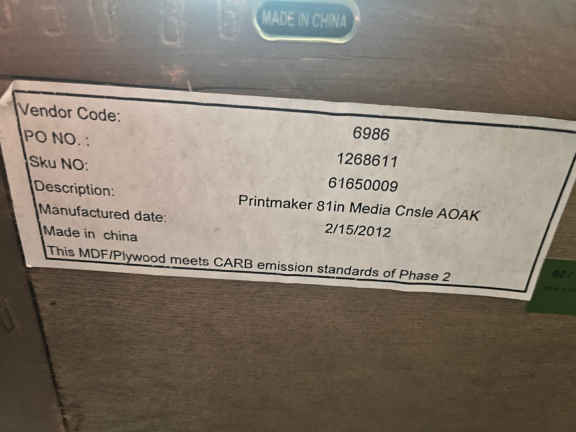 MADE IN CHINA
Vendor Code: 6986
PO NO. : 1268611
Sku NO: 61650009
Description: Printmaker 81in Media Cnsle AOAK
Manufactured date: 2/15/2012
Made in china
This MDF/Plywood meets CARB emission standards of Phase 2